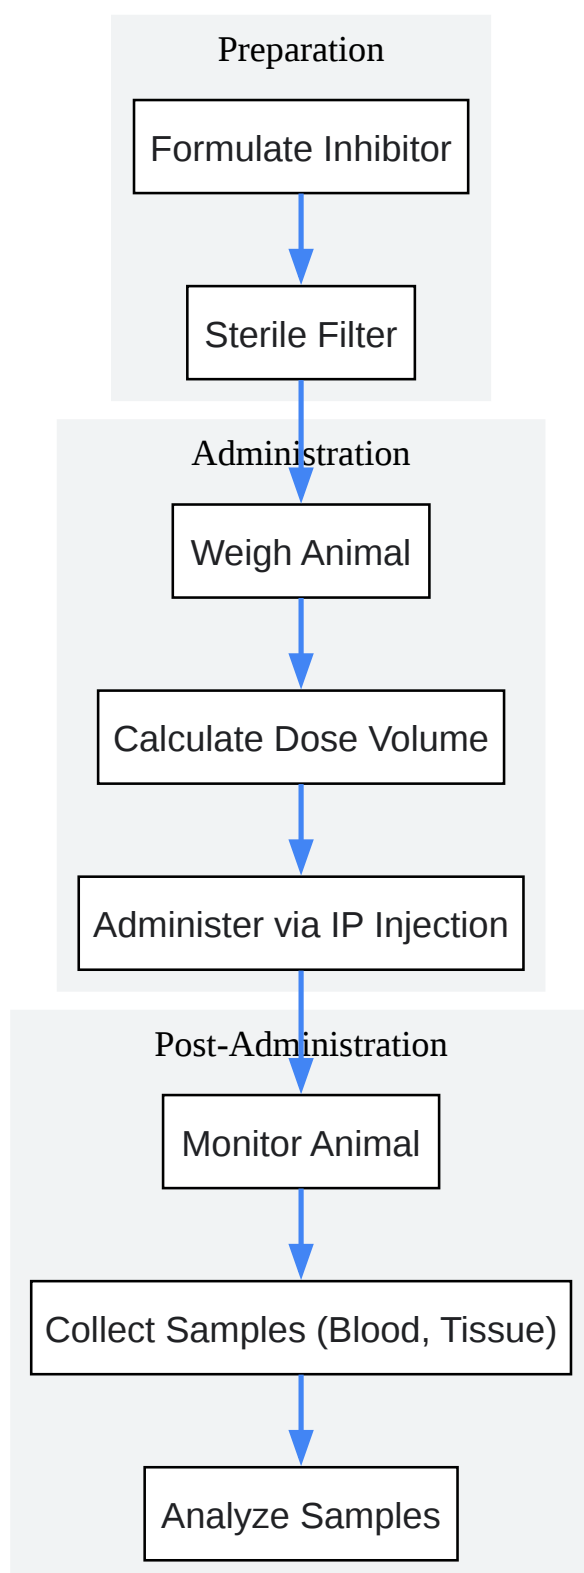 Preparation
Formulate Inhibitor
Sterile Filter
Administration
Weigh Animal
Calculate Dose Volume
Administer via IP Injection
Post-Administration
Monitor Animal
Collect Samples (Blood, Tissue)
Analyze Samples